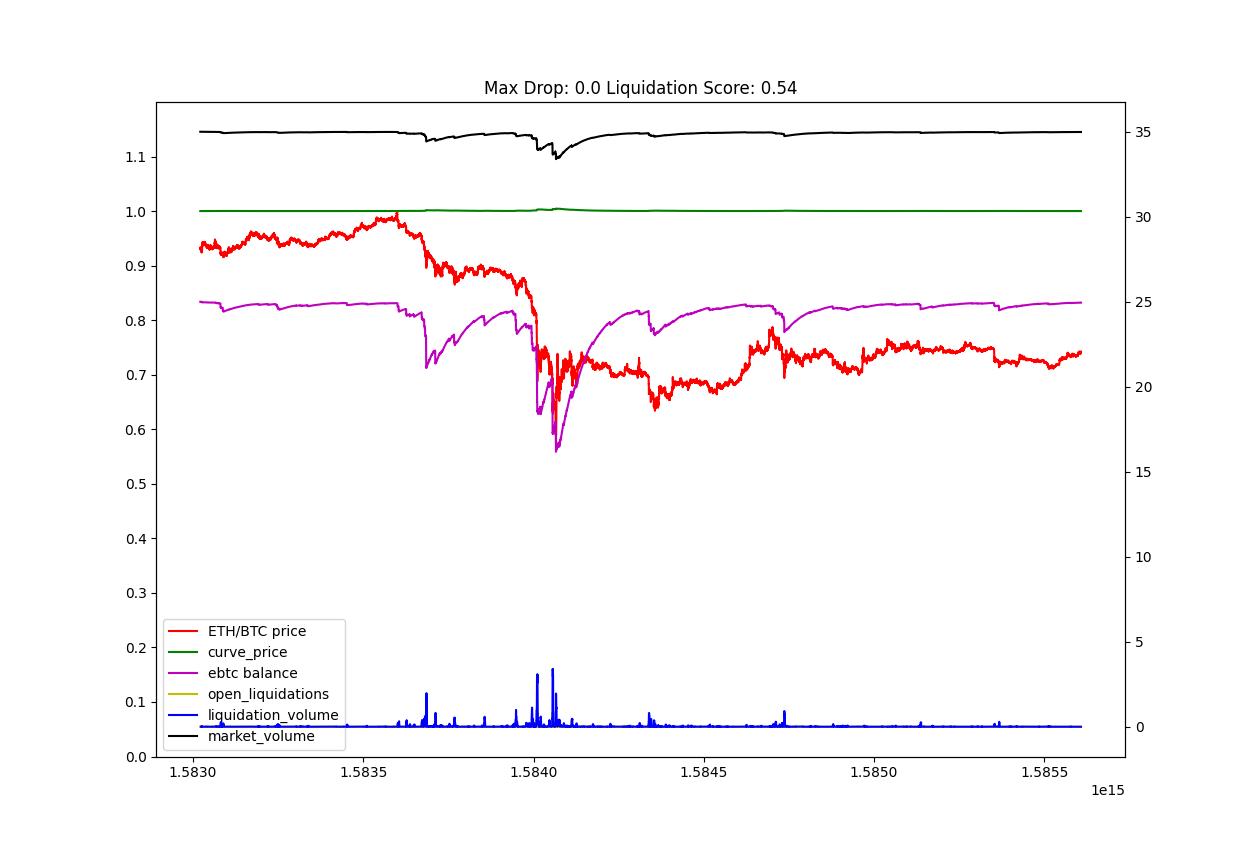 Max Drop: 0.0 Liquidation Score: 0.54
1.1
1.0
0.9
0.8
0.7
0.6
0.5
0.4
0.3
0.2
0.1
0.0
35
30
25
20
15
10
5
0
ETH/BTC price
curve_price
ebtc balance
open_liquidations
liquidation_volume
market_volume
1.5830 1.5835 1.5840 1.5845 1.5850 1.5855
1e15